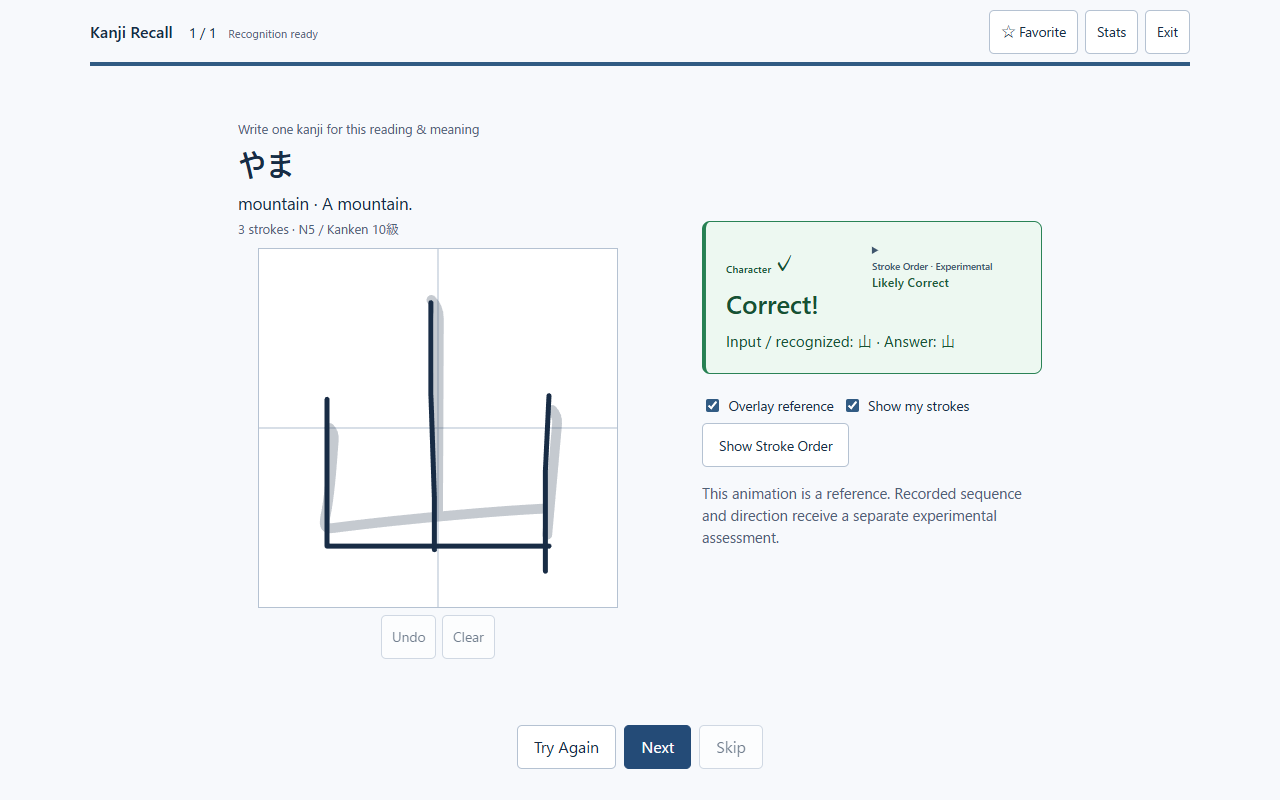 Kanji Recall 1 / 1 Recognition ready ☆ Favorite Stats Exit
Write one kanji for this reading & meaning
やま
mountain · A mountain.
3 strokes · N5 / Kanken 10級
山
Undo Clear
Character ✓
Stroke Order · Experimental
Likely Correct
Correct!
Input / recognized: 山 · Answer: 山
Overlay reference Show my strokes
Show Stroke Order
This animation is a reference. Recorded sequence
and direction receive a separate experimental
assessment.
Try Again Next Skip